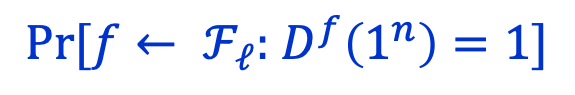 Pr[𝑓 ← ℱ_ℓ: 𝐷^𝑓(1^𝑛) = 1]